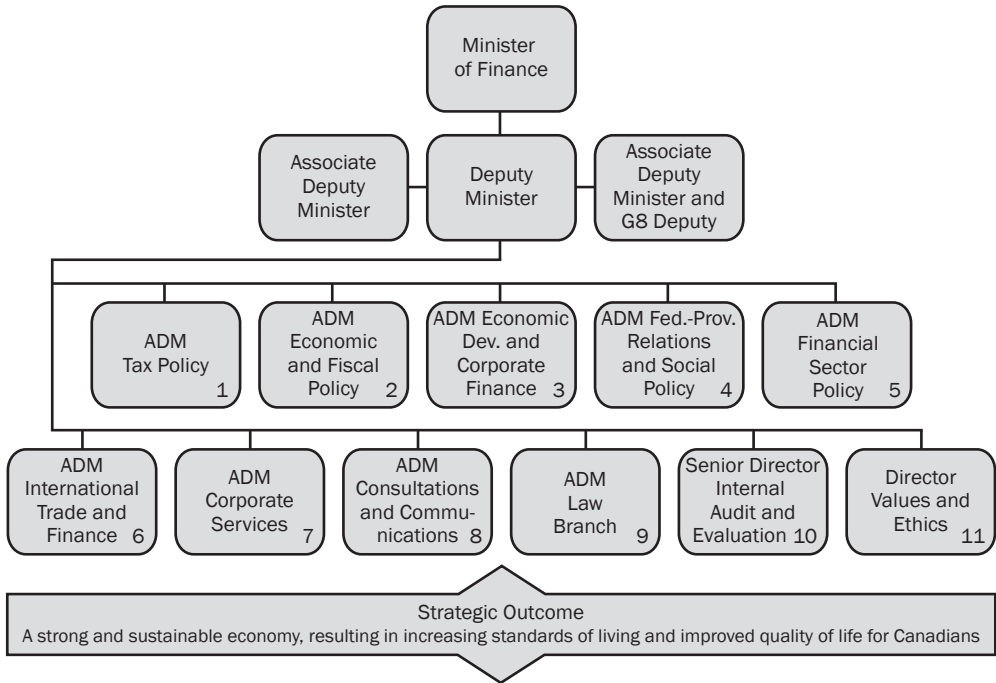 Minister
of Finance
Associate
Deputy
Minister
Deputy
Minister
Associate
Deputy
Minister and
G8 Deputy
ADM
Tax Policy
1
ADM
Economic
and Fiscal
Policy 2
ADM Economic
Dev. and
Corporate
Finance 3
ADM Fed.-Prov.
Relations
and Social
Policy 4
ADM
Financial
Sector
Policy 5
ADM
International
Trade and
Finance 6
ADM
Corporate
Services 7
ADM
Consultations
and Commu-
nications 8
ADM
Law
Branch 9
Senior Director
Internal
Audit and
Evaluation 10
Director
Values and
Ethics
11
Strategic Outcome
A strong and sustainable economy, resulting in increasing standards of living and improved quality of life for Canadians